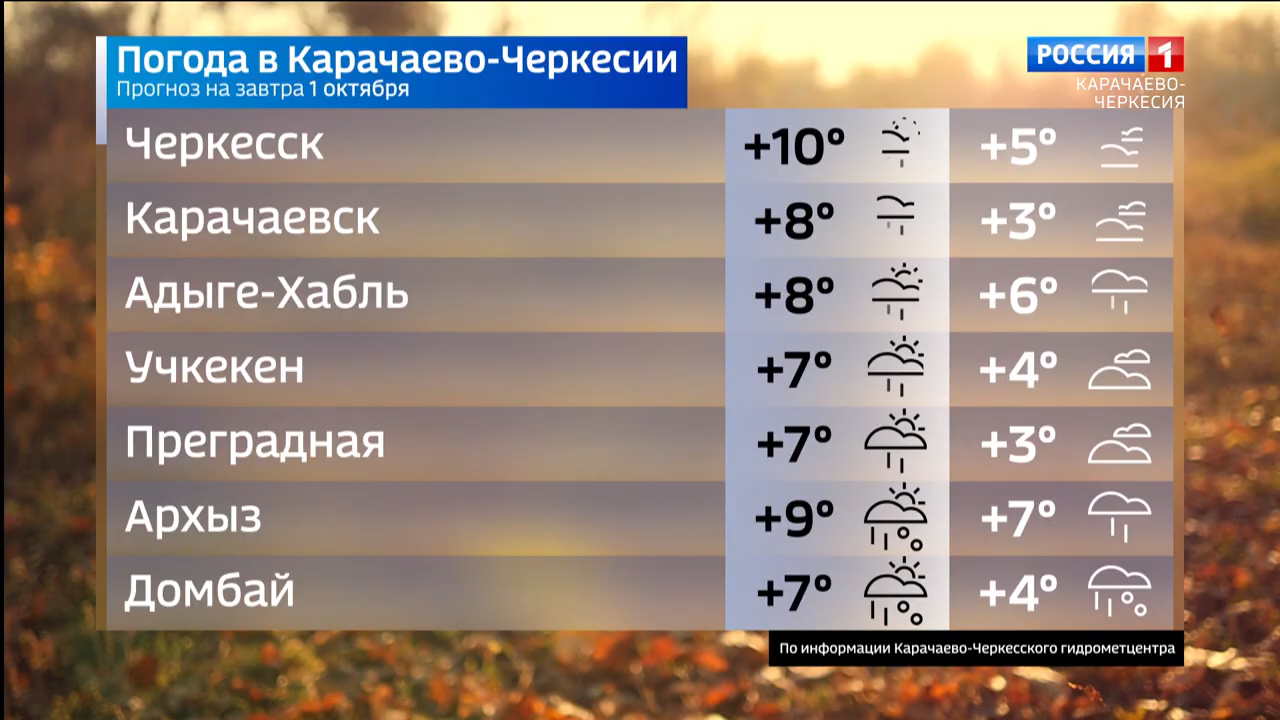 Погода в Карачаево-Черкесии
Прогноз на завтра 1 октября
РОССИЯ 1
КАРАЧАЕВО-
ЧЕРКЕСИЯ
Черкесск +10° +5°
Карачаевск +8° +3°
Адыге-Хабль +8° +6°
Учкекен +7° +4°
Преградная +7° +3°
Архыз +9° +7°
Домбай +7° +4°
По информации Карачаево-Черкесского гидрометцентра